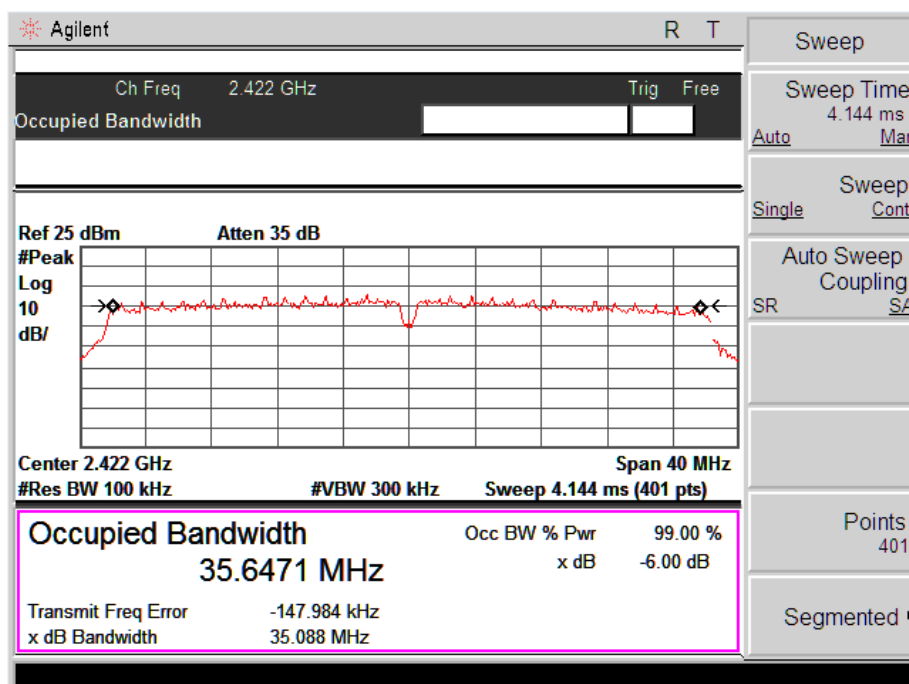 Agilent R T
Ch Freq 2.422 GHz Trig Free
Occupied Bandwidth
Ref 25 dBm Atten 35 dB
#Peak
Log
10
dB/
Center 2.422 GHz Span 40 MHz
#Res BW 100 kHz #VBW 300 kHz Sweep 4.144 ms (401 pts)
Occupied Bandwidth
35.6471 MHz
Occ BW % Pwr 99.00 %
x dB -6.00 dB
Transmit Freq Error -147.984 kHz
x dB Bandwidth 35.088 MHz
Sweep
Sweep Time
4.144 ms
Auto Mar
Sweep
Single Cont
Auto Sweep
Coupling
SR SA
Points
401
Segmented